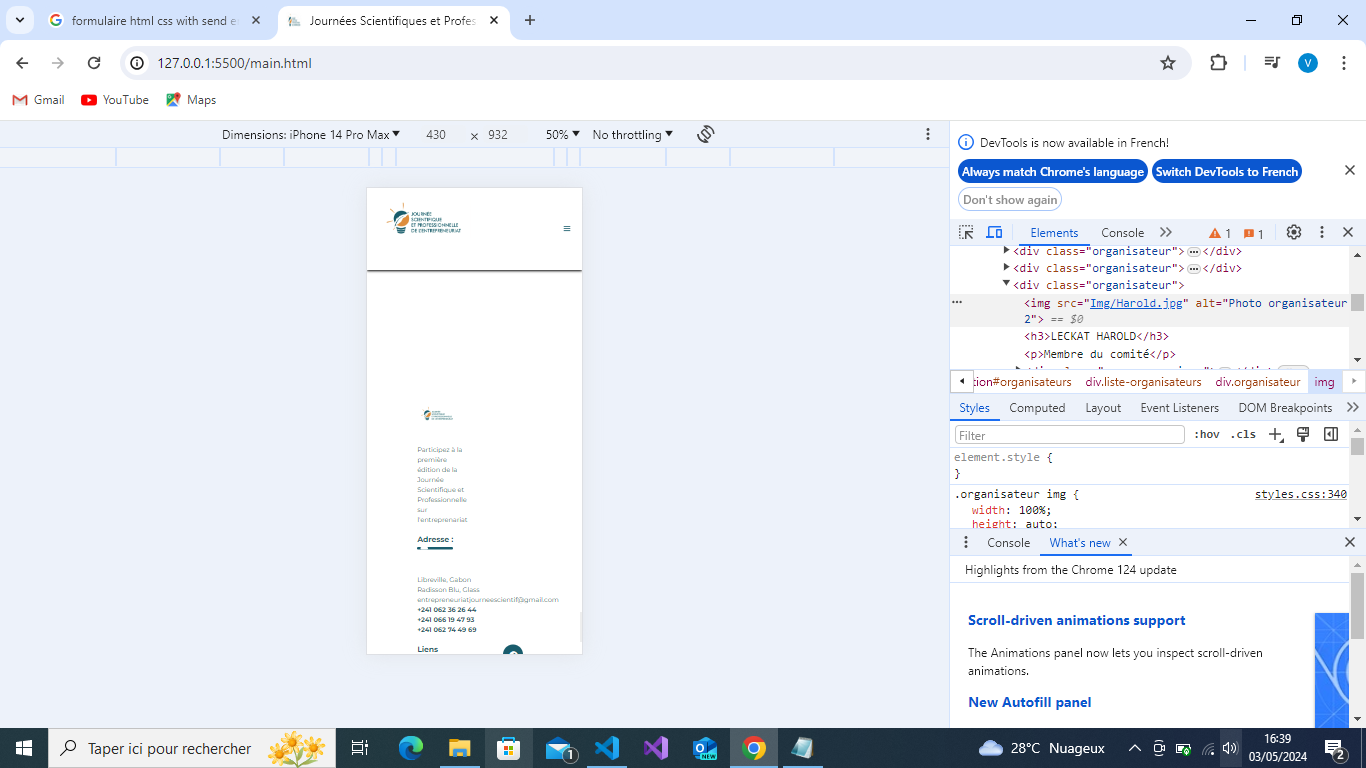 formulaire html css with send e
Journées Scientifiques et Profes
127.0.0.1:5500/main.html
V
Gmail
YouTube
Maps
Dimensions: iPhone 14 Pro Max
430
×
932
50%
No throttling
JOURNÉE
SCIENTIFIQUE
ET PROFESSIONNELLE
DE L'ENTREPRENEURIAT
Participez à la
première
édition de la
Journée
Scientifique et
Professionnelle
sur
l'entreprenariat
Adresse :
Libreville, Gabon
Radisson Blu, Glass
entrepreneuriatjourneescientif@gmail.com
+241 062 36 26 44
+241 066 19 47 93
+241 062 74 49 69
Liens
DevTools is now available in French!
Always match Chrome's language
Switch DevTools to French
Don't show again
Elements
Console
1
1
<div class="organisateur"> … </div>
<div class="organisateur"> … </div>
<div class="organisateur">
<img src="Img/Harold.jpg" alt="Photo organisateur
2"> == $0
<h3>LECKAT HAROLD</h3>
<p>Membre du comité</p>
tion#organisateurs div.liste-organisateurs div.organisateur img
Styles
Computed
Layout
Event Listeners
DOM Breakpoints
Filter
:hov
.cls
element.style {
}
.organisateur img {
styles.css:340
width: 100%;
height: auto;
Console
What's new
Highlights from the Chrome 124 update
Scroll-driven animations support
The Animations panel now lets you inspect scroll-driven
animations.
New Autofill panel
Taper ici pour rechercher
1
NEW
28°C Nuageux
16:39
03/05/2024
2